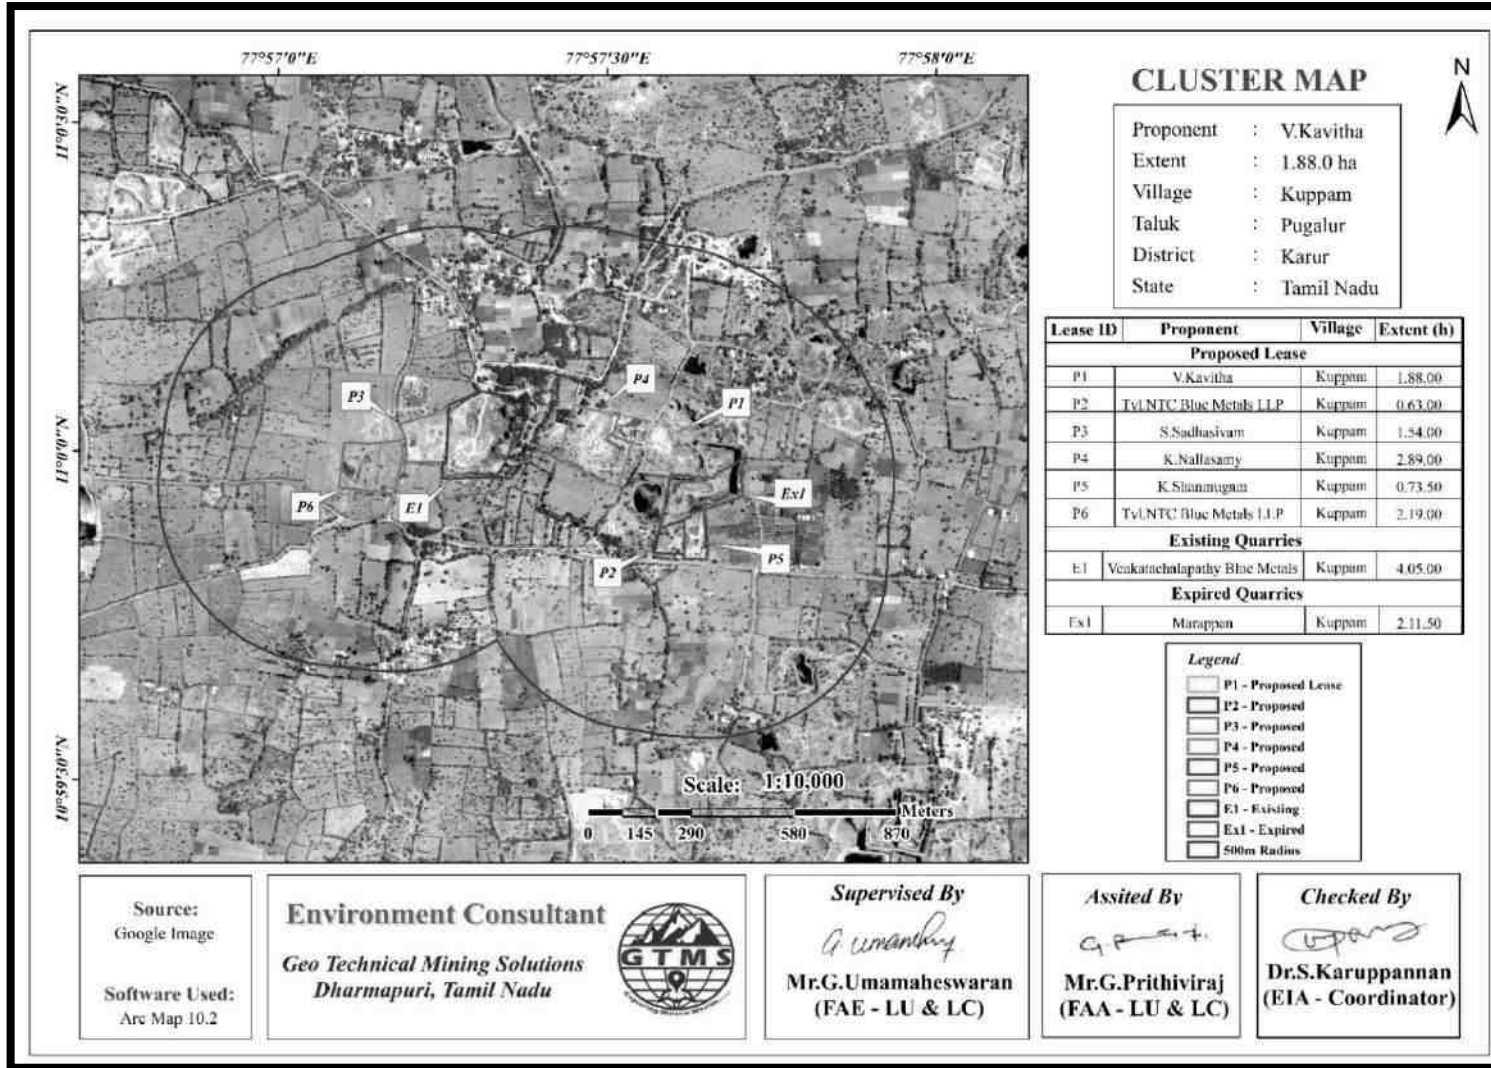 77°57'0"E 77°57'30"E 77°58'0"E
11°0'30"N
11°0'0"N
10°59'30"N
P3
P4
P1
P6
E1
Ex1
P2
P5
Scale: 1:10,000
Meters
0 145 290 580 870
CLUSTER MAP
N
Proponent : V.Kavitha
Extent : 1.88.0 ha
Village : Kuppam
Taluk : Pugalur
District : Karur
State : Tamil Nadu
Lease ID Proponent Village Extent (h)
Proposed Lease
P1 V.Kavitha Kuppam 1.88.00
P2 Tvl.NTC Blue Metals LLP Kuppam 0.63.00
P3 S.Sadhasivam Kuppam 1.54.00
P4 K.Nallasamy Kuppam 2.89.00
P5 K.Shanmugam Kuppam 0.73.50
P6 Tvl.NTC Blue Metals LLP Kuppam 2.19.00
Existing Quarries
E1 Venkatachalapathy Blue Metals Kuppam 4.05.00
Expired Quarries
Ex1 Marappan Kuppam 2.11.50
Legend
P1 - Proposed Lease
P2 - Proposed
P3 - Proposed
P4 - Proposed
P5 - Proposed
P6 - Proposed
E1 - Existing
Ex1 - Expired
500m Radius
Source:
Google Image
Software Used:
Arc Map 10.2
Environment Consultant
Geo Technical Mining Solutions
Dharmapuri, Tamil Nadu
GTMS
Supervised By
Mr.G.Umamaheswaran
(FAE - LU & LC)
Assited By
Mr.G.Prithiviraj
(FAA - LU & LC)
Checked By
Dr.S.Karuppannan
(EIA - Coordinator)